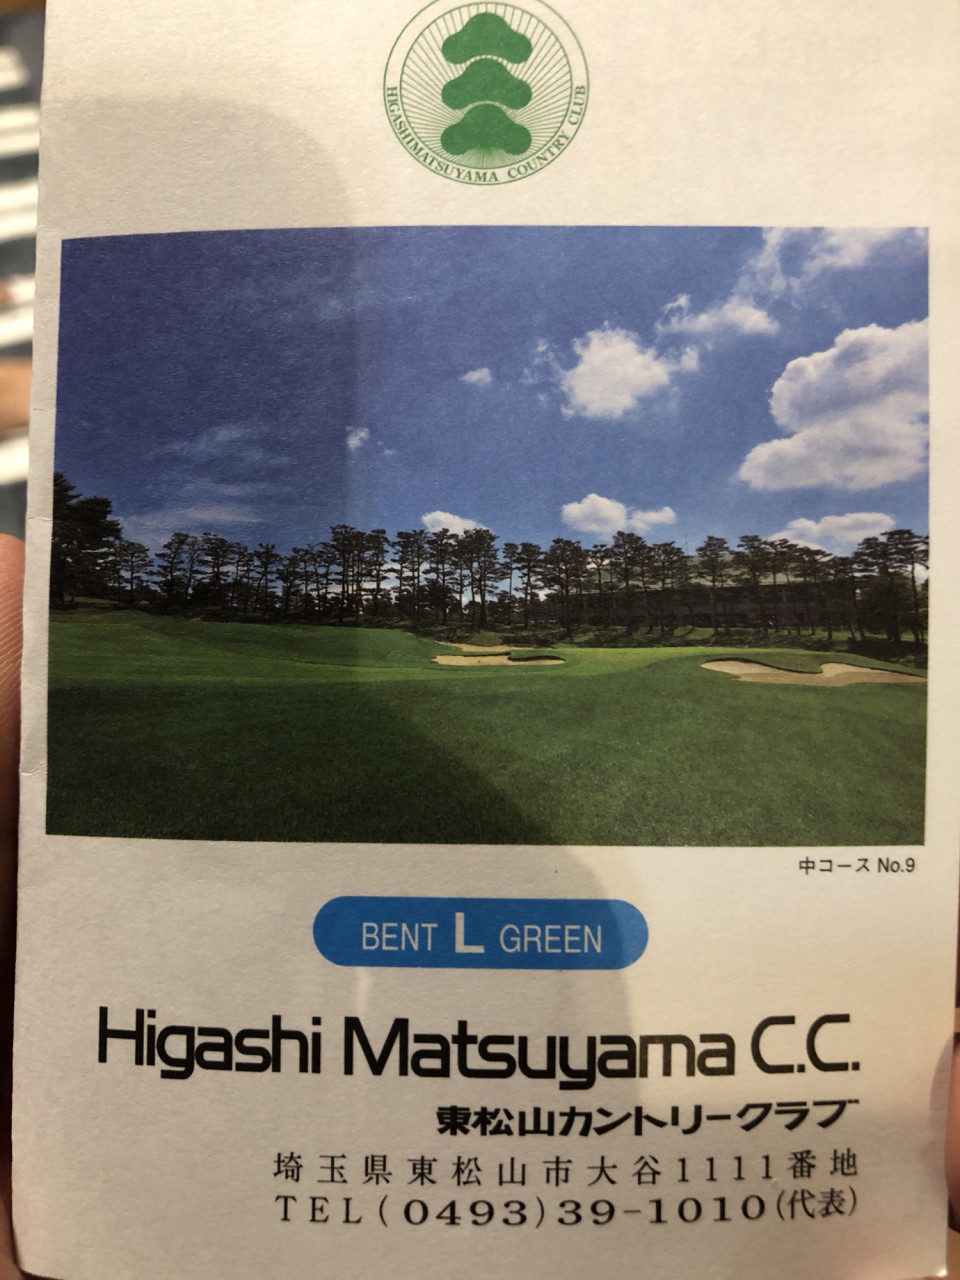 HIGASHIMATSUYAMA COUNTRY CLUB
中コース No.9
BENT L GREEN
Higashi Matsuyama C.C.
東松山カントリークラブ
埼玉県東松山市大谷1111番地
TEL(0493)39-1010(代表)